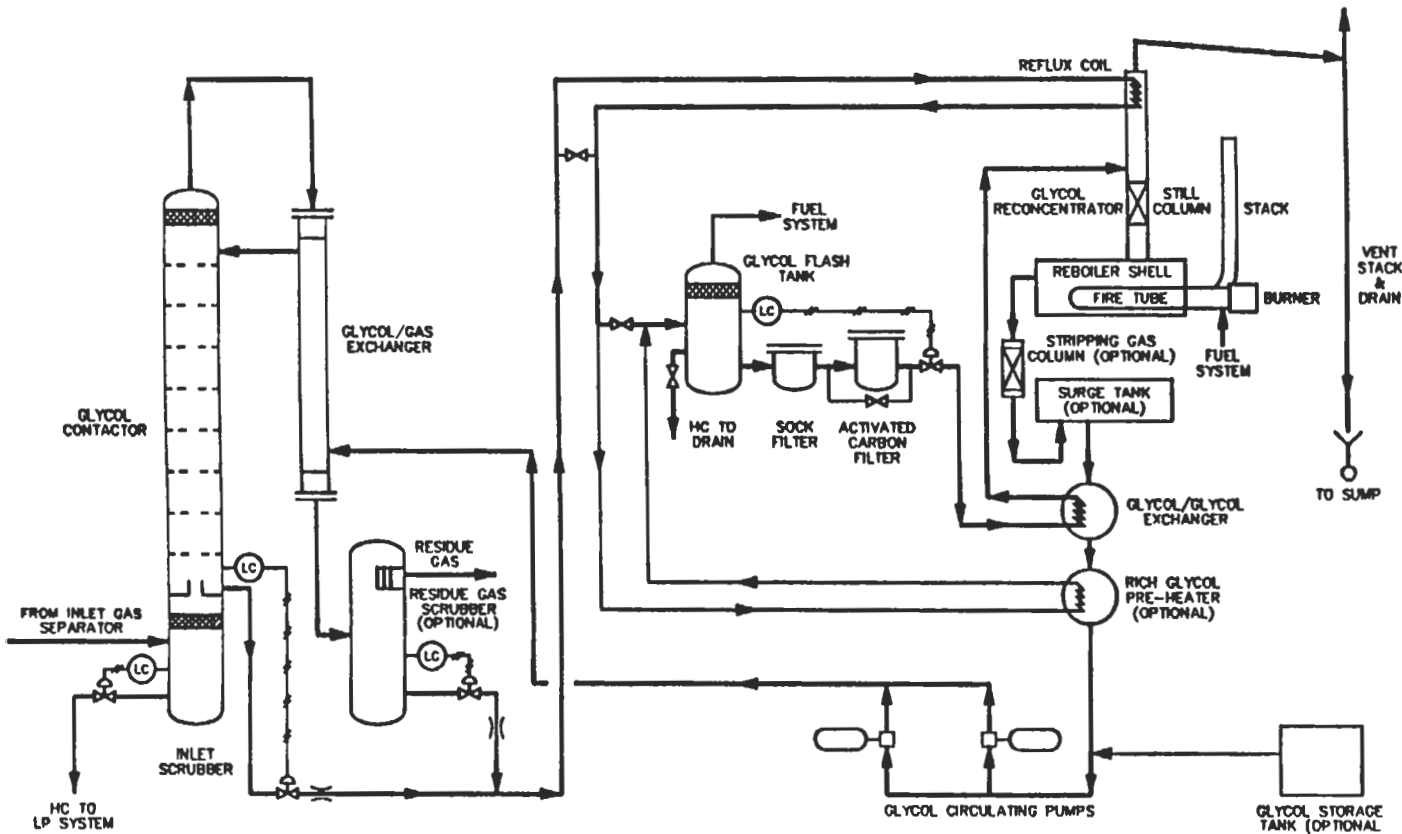 REFLUX COIL
GLYCOL
RECONCENTRATOR
STILL
COLUMN
STACK
VENT
STACK
&
DRAIN
FUEL
SYSTEM
GLYCOL FLASH
TANK
LC
REBOILER SHELL
FIRE TUBE
BURNER
GLYCOL/GAS
EXCHANGER
STRIPPING GAS
COLUMN (OPTIONAL)
FUEL
SYSTEM
SURGE TANK
(OPTIONAL)
GLYCOL
CONTACTOR
HC TO
DRAIN
SOCK
FILTER
ACTIVATED
CARBON
FILTER
TO SUMP
GLYCOL/GLYCOL
EXCHANGER
LC
RESIDUE
GAS
RESIDUE GAS
SCRUBBER
(OPTIONAL)
RICH GLYCOL
PRE-HEATER
(OPTIONAL)
FROM INLET GAS
SEPARATOR
LC
LC
INLET
SCRUBBER
HC TO
LP SYSTEM
GLYCOL CIRCULATING PUMPS
GLYCOL STORAGE
TANK (OPTIONAL